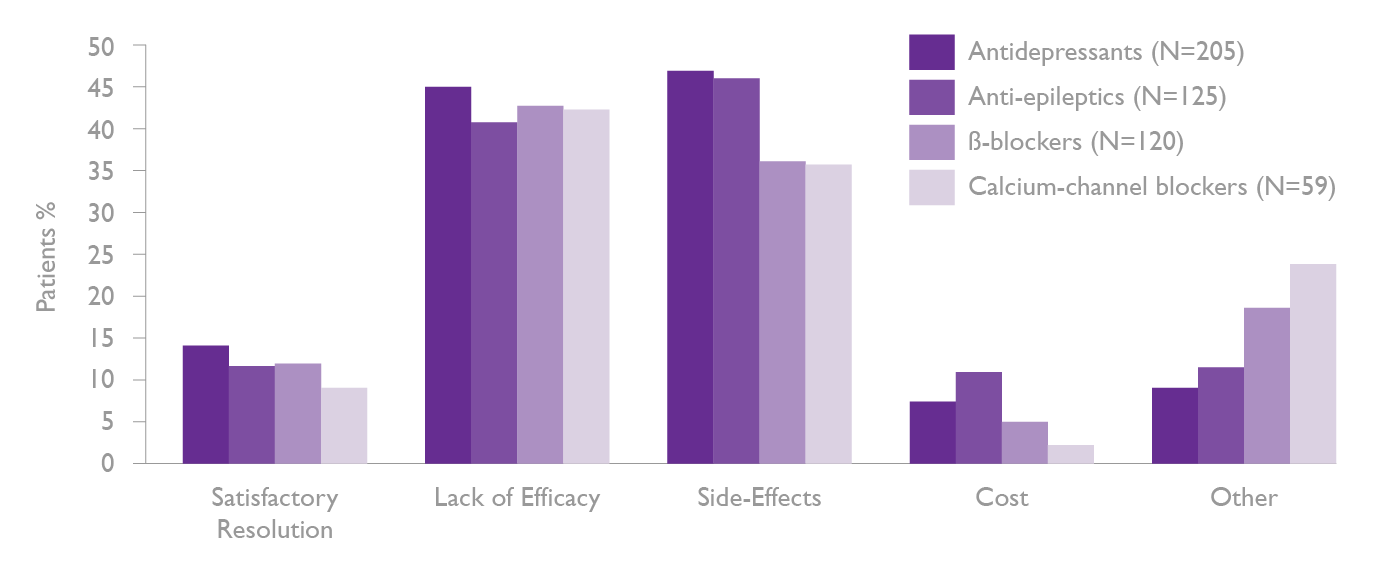 50
45
40
35
30
25
20
15
10
5
0
Patients %
Antidepressants (N=205)
Anti-epileptics (N=125)
ß-blockers (N=120)
Calcium-channel blockers (N=59)
Satisfactory
Resolution
Lack of Efficacy
Side-Effects
Cost
Other